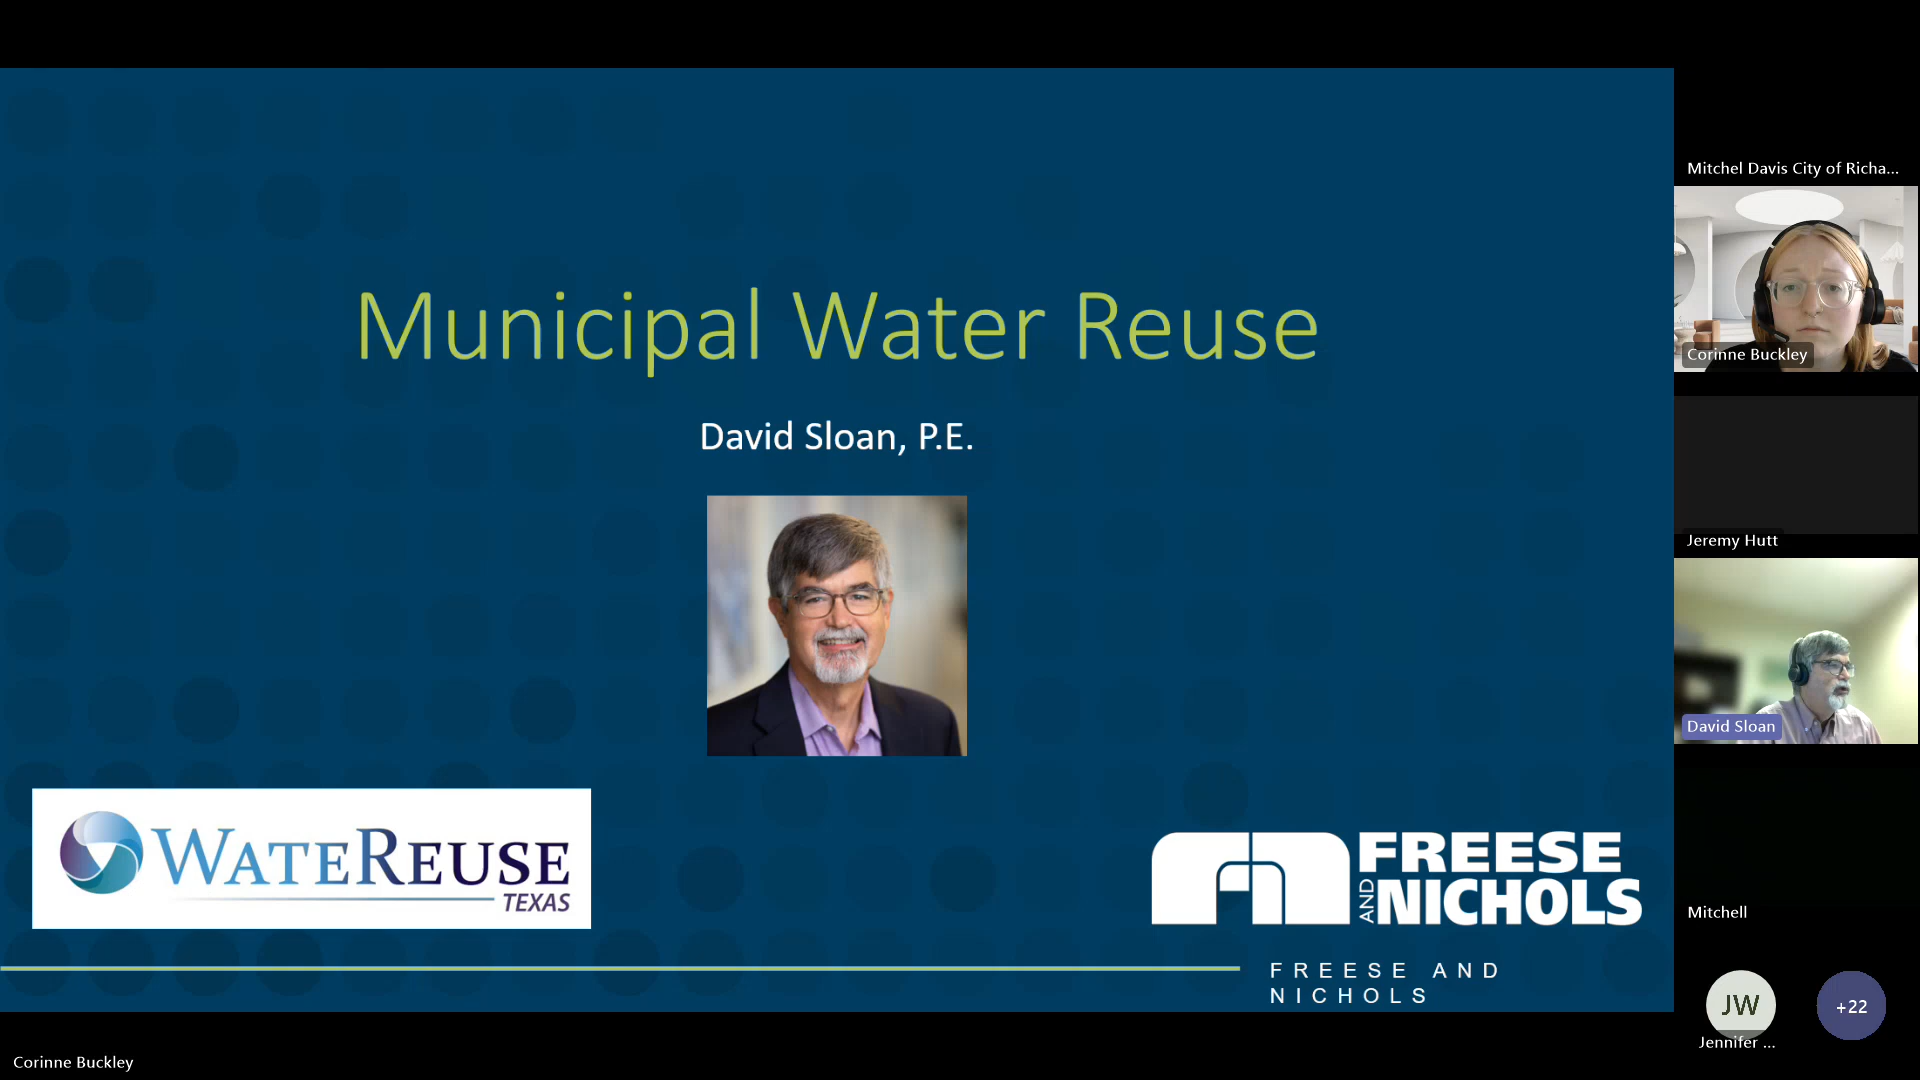 Municipal Water Reuse
David Sloan, P.E.
WATEREUSE
TEXAS
FREESE
AND
NICHOLS
FREESE AND
NICHOLS
Mitchel Davis City of Richa...
Corinne Buckley
Jeremy Hutt
David Sloan
Mitchell
JW
Jennifer ...
+22
Corinne Buckley